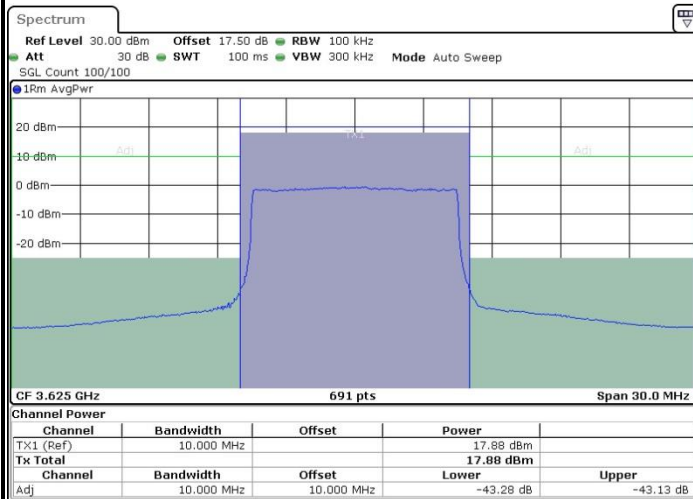 Spectrum
Ref Level 30.00 dBm Offset 17.50 dB RBW 100 kHz
Att 30 dB SWT 100 ms VBW 300 kHz Mode Auto Sweep
SGL Count 100/100
1Rm AvgPwr
20 dBm
TX1
Adj Adj
10 dBm
0 dBm
-10 dBm
-20 dBm
CF 3.625 GHz 691 pts Span 30.0 MHz
Channel Power
Channel Bandwidth Offset Power
TX1 (Ref) 10.000 MHz 17.88 dBm
Tx Total 17.88 dBm
Channel Bandwidth Offset Lower Upper
Adj 10.000 MHz 10.000 MHz -43.28 dB -43.13 dB